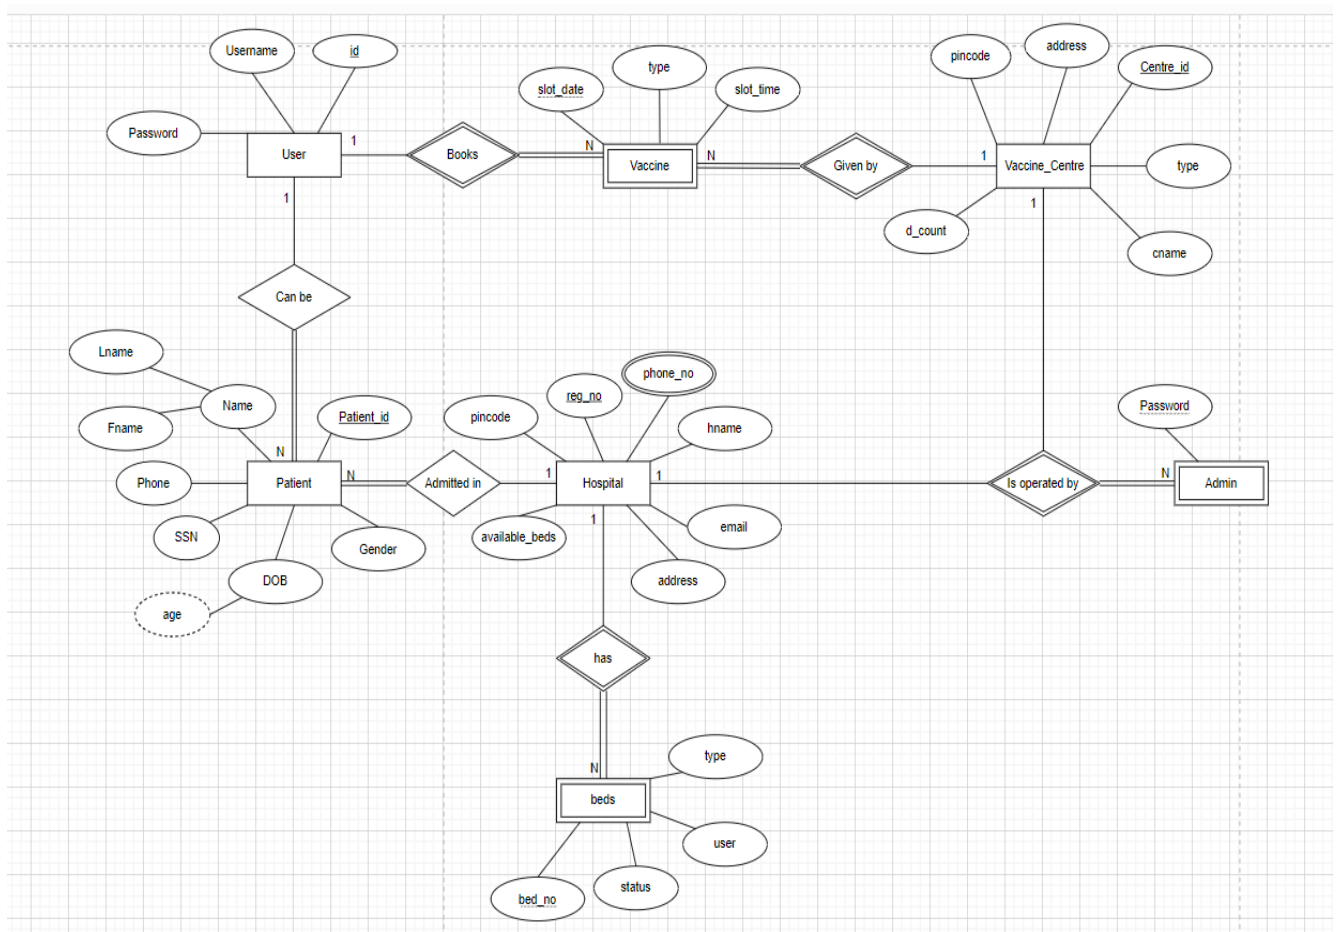 Username
id
Password
User
1
Books
N
slot_date
type
slot_time
Vaccine
N
Given by
1
pincode
address
Centre_id
Vaccine_Centre
type
d_count
cname
1
1
Can be
N
Lname
Fname
Name
Patient_id
Phone
Patient
SSN
DOB
Gender
age
N
Admitted in
1
pincode
reg_no
phone_no
hname
Hospital
1
available_beds
email
address
1
Is operated by
N
Password
Admin
has
N
beds
type
user
status
bed_no